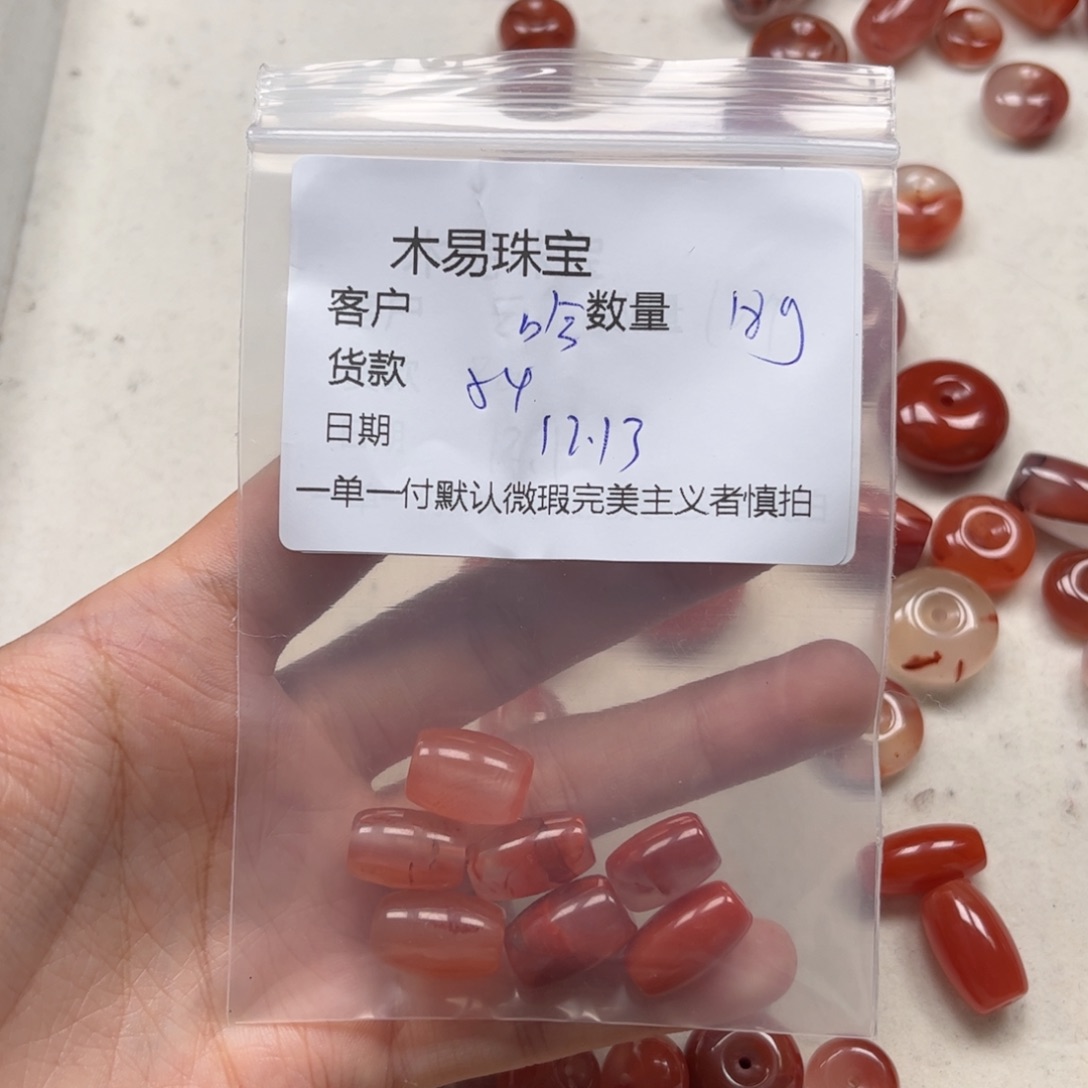 木易珠宝
客户 哈 数量 18g
货款 84
日期 12.13
一单一付默认微瑕完美主义者慎拍